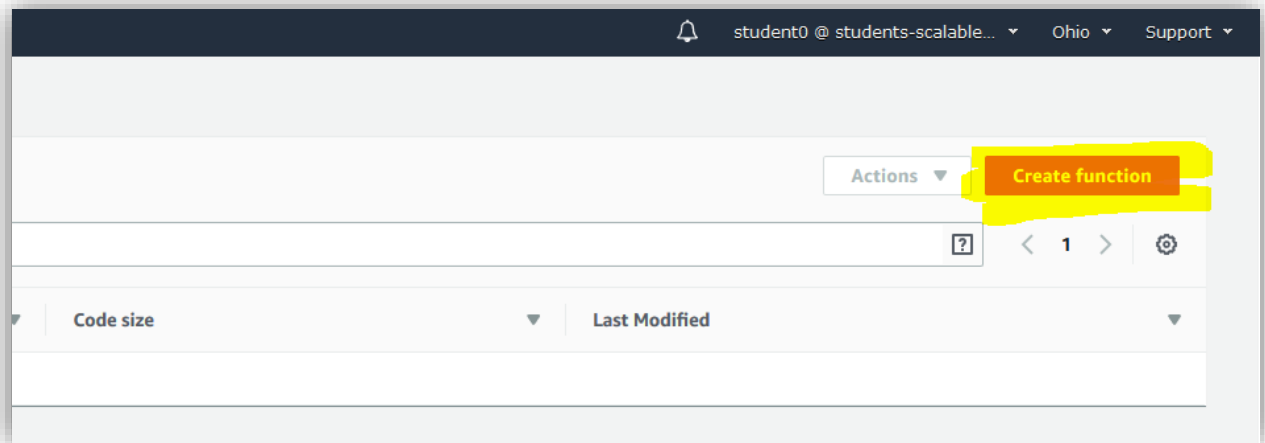 student0 @ students-scalable... Ohio Support
Actions Create function
? 1
Code size Last Modified